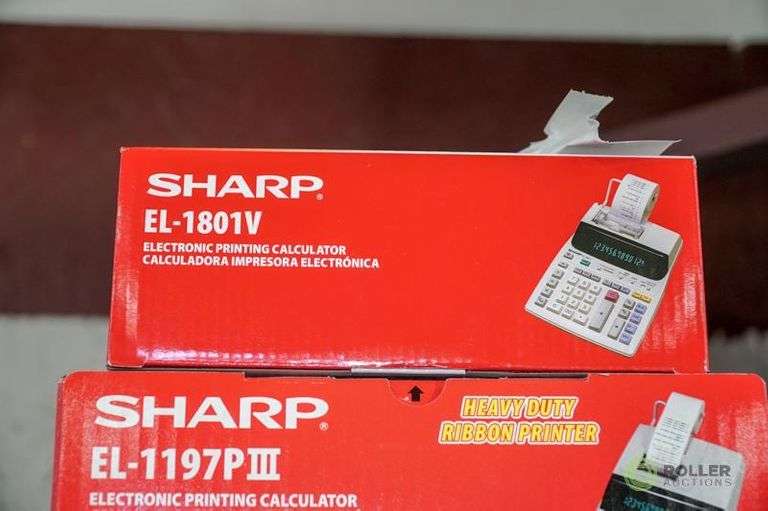 SHARP®
EL-1801V
ELECTRONIC PRINTING CALCULATOR
CALCULADORA IMPRESORA ELECTRÓNICA
123456789012
SHARP®
EL-1197PIII
ELECTRONIC PRINTING CALCULATOR
HEAVY DUTY
RIBBON PRINTER
ROLLER
AUCTIONS